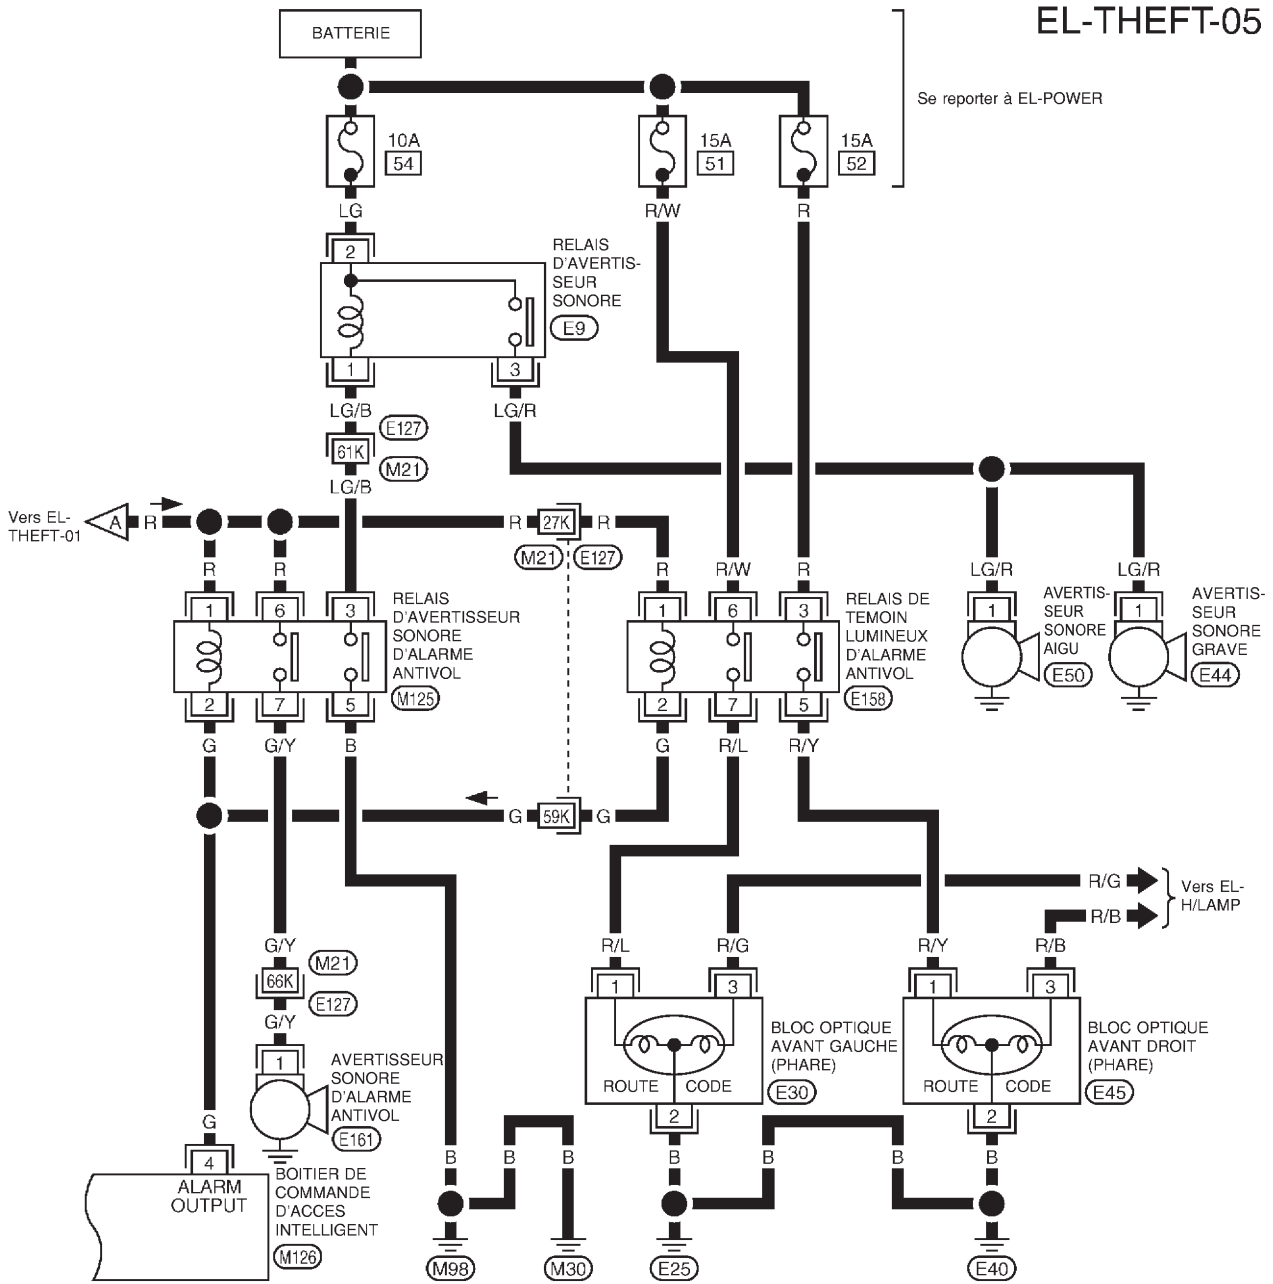 EL-THEFT-05
BATTERIE
Se reporter à EL-POWER
10A
54
15A
51
15A
52
LG
R/W
R
2
RELAIS
D'AVERTIS-
SEUR
SONORE
E9
1
3
LG/B
LG/R
E127
61K
M21
LG/B
Vers EL-
THEFT-01
A
R
R
27K
R
M21
E127
R
R
R
R/W
R
LG/R
LG/R
1
6
3
RELAIS
D'AVERTISSEUR
SONORE
D'ALARME
ANTIVOL
M125
1
6
3
RELAIS DE
TEMOIN
LUMINEUX
D'ALARME
ANTIVOL
E158
1
AVERTIS-
SEUR
SONORE
AIGU
E50
1
AVERTIS-
SEUR
SONORE
GRAVE
E44
2
7
5
2
7
5
G
G/Y
B
G
R/L
R/Y
G
59K
G
R/G
R/B
Vers EL-
H/LAMP
G/Y
R/L
R/G
R/Y
R/B
M21
66K
E127
G/Y
1
3
1
3
BLOC OPTIQUE
AVANT GAUCHE
(PHARE)
E30
ROUTE
CODE
BLOC OPTIQUE
AVANT DROIT
(PHARE)
E45
ROUTE
CODE
1
AVERTISSEUR
SONORE
D'ALARME
ANTIVOL
E161
2
2
G
B
B
B
B
B
B
B
4
ALARM
OUTPUT
BOITIER DE
COMMANDE
D'ACCES
INTELLIGENT
M126
M98
M30
E25
E40